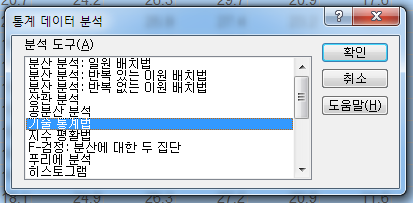 통계 데이터 분석
분석 도구(A)
분산 분석: 일원 배치법
분산 분석: 반복 있는 이원 배치법
분산 분석: 반복 없는 이원 배치법
상관 분석
공분산 분석
기술 통계법
지수 평활법
F-검정: 분산에 대한 두 집단
푸리에 분석
히스토그램
확인
취소
도움말(H)